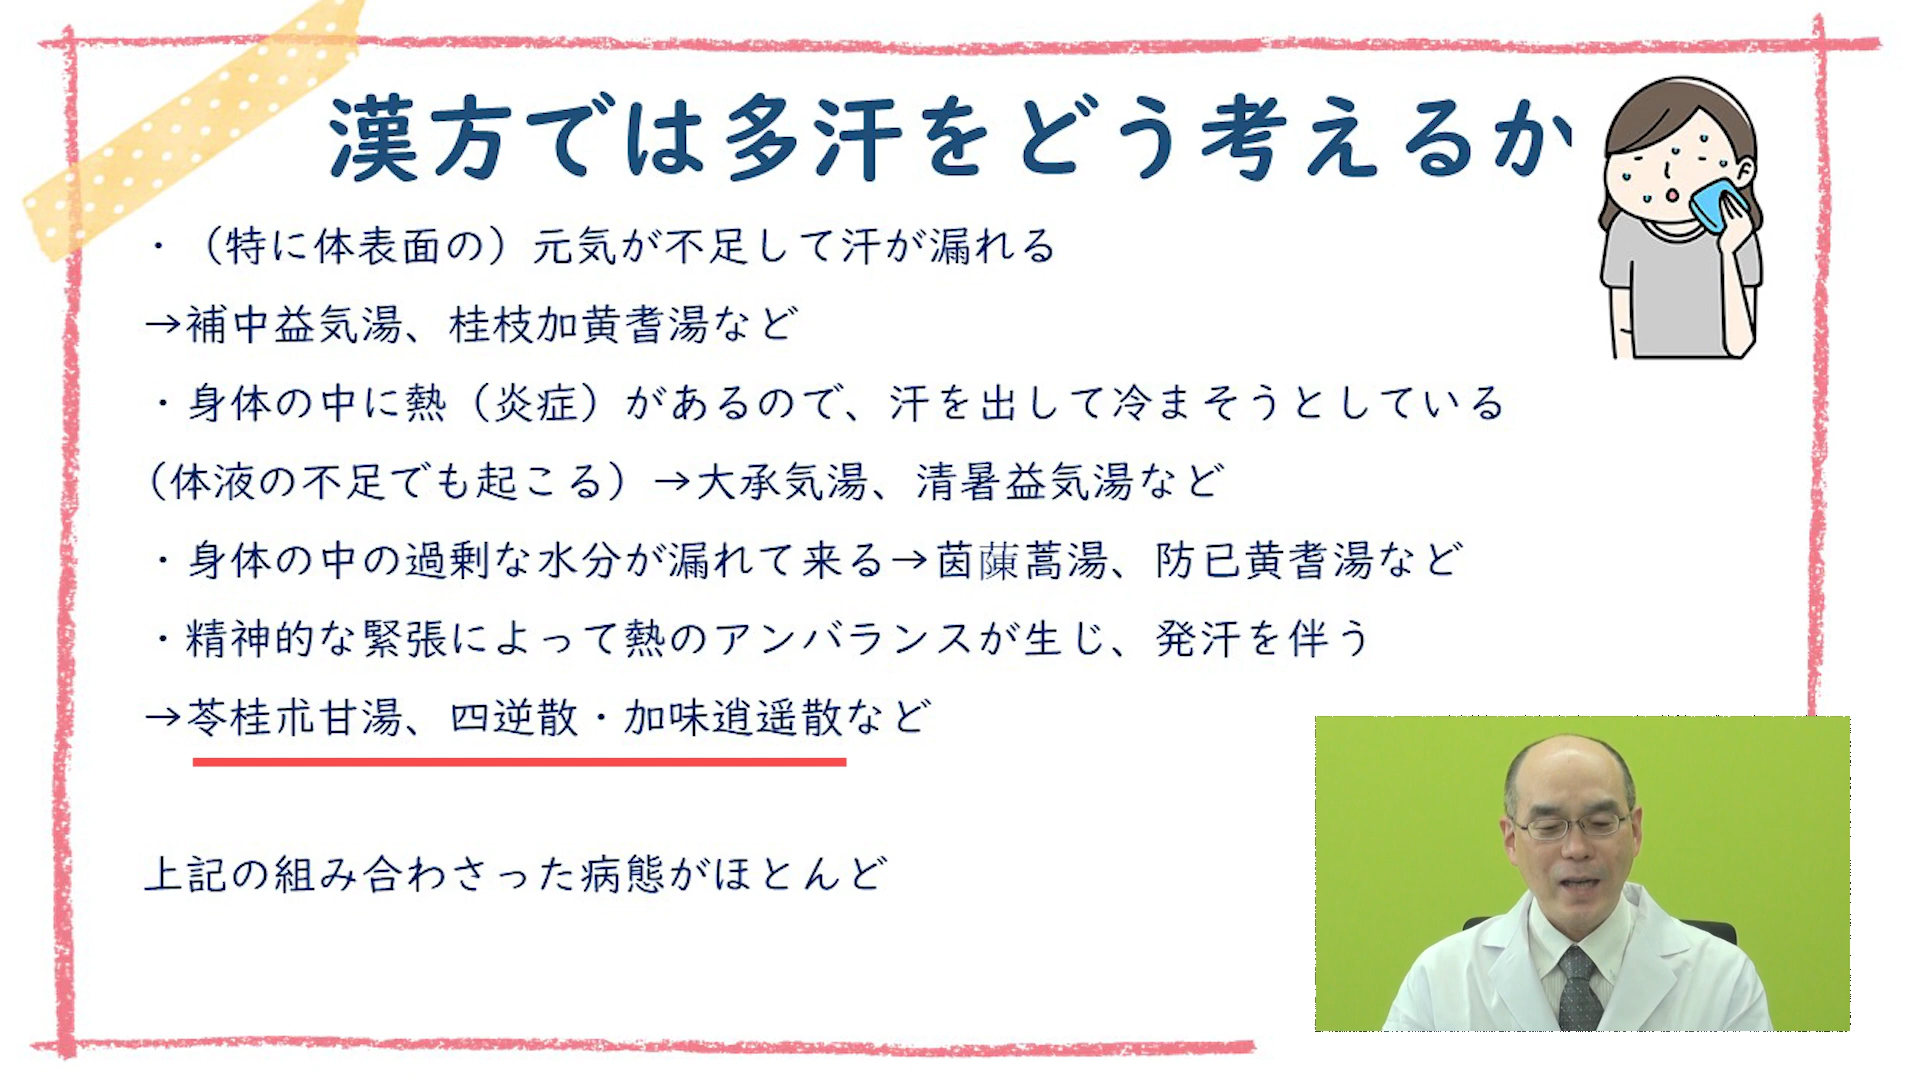 漢方では多汗をどう考えるか
・（特に体表面の）元気が不足して汗が漏れる
→補中益気湯、桂枝加黄耆湯など
・身体の中に熱（炎症）があるので、汗を出して冷まそうとしている
（体液の不足でも起こる）→大承気湯、清暑益気湯など
・身体の中の過剰な水分が漏れて来る→茵蔯蒿湯、防已黄耆湯など
・精神的な緊張によって熱のアンバランスが生じ、発汗を伴う
→苓桂朮甘湯、四逆散・加味逍遥散など
上記の組み合わさった病態がほとんど